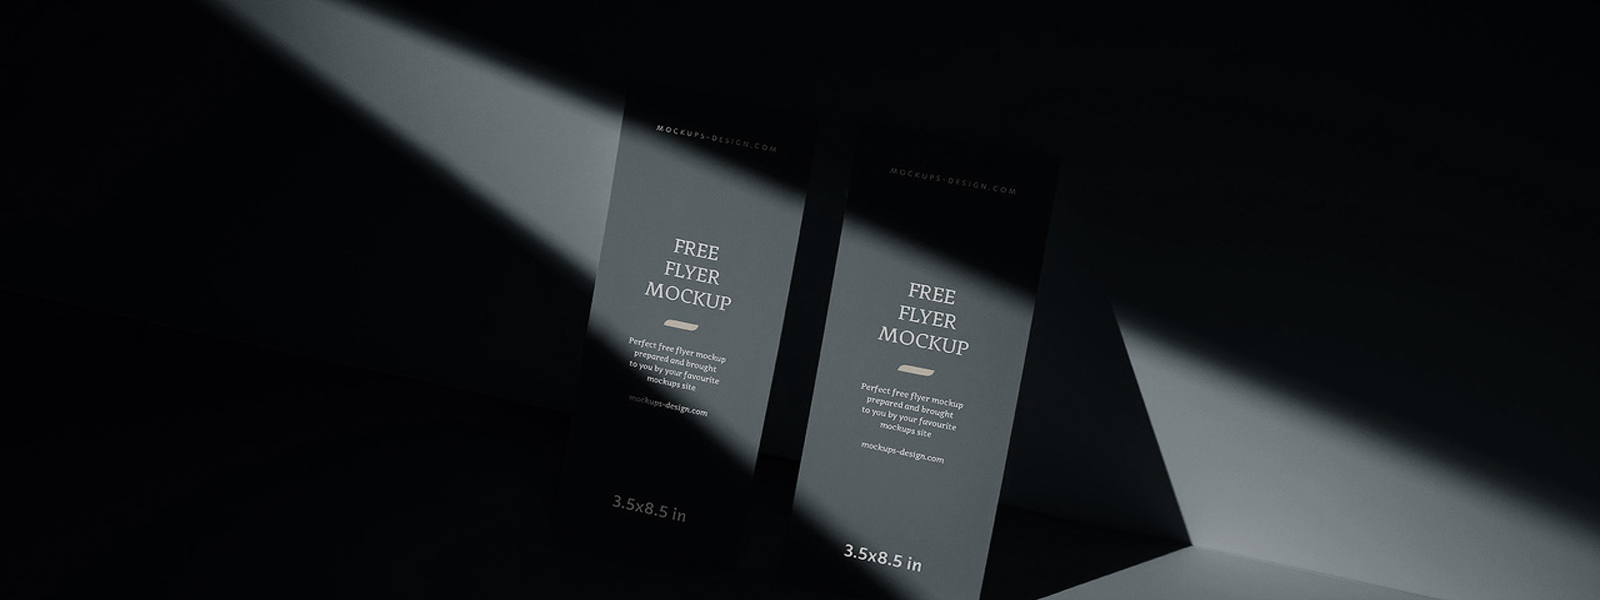 MOCKUPS-DESIGN.COM
FREE
FLYER
MOCKUP
Perfect free flyer mockup
prepared and brought
to you by your favourite
mockups site
mockups-design.com
3.5x8.5 in
MOCKUPS-DESIGN.COM
FREE
FLYER
MOCKUP
Perfect free flyer mockup
prepared and brought
to you by your favourite
mockups site
mockups-design.com
3.5x8.5 in